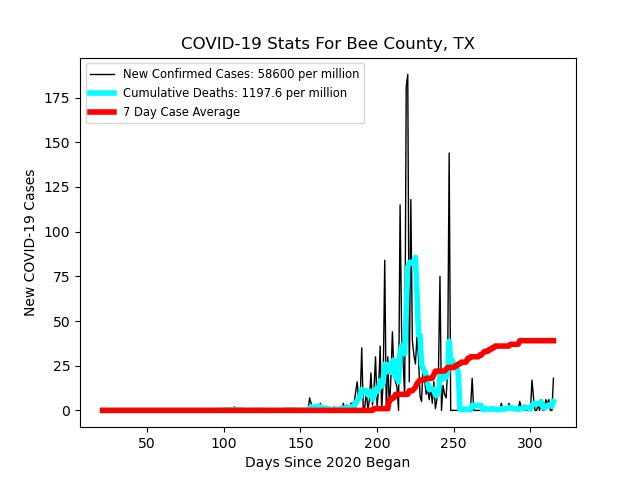 COVID-19 Stats For Bee County, TX
New Confirmed Cases: 58600 per million
Cumulative Deaths: 1197.6 per million
7 Day Case Average
New COVID-19 Cases
175
150
125
100
75
50
25
0
50 100 150 200 250 300
Days Since 2020 Began